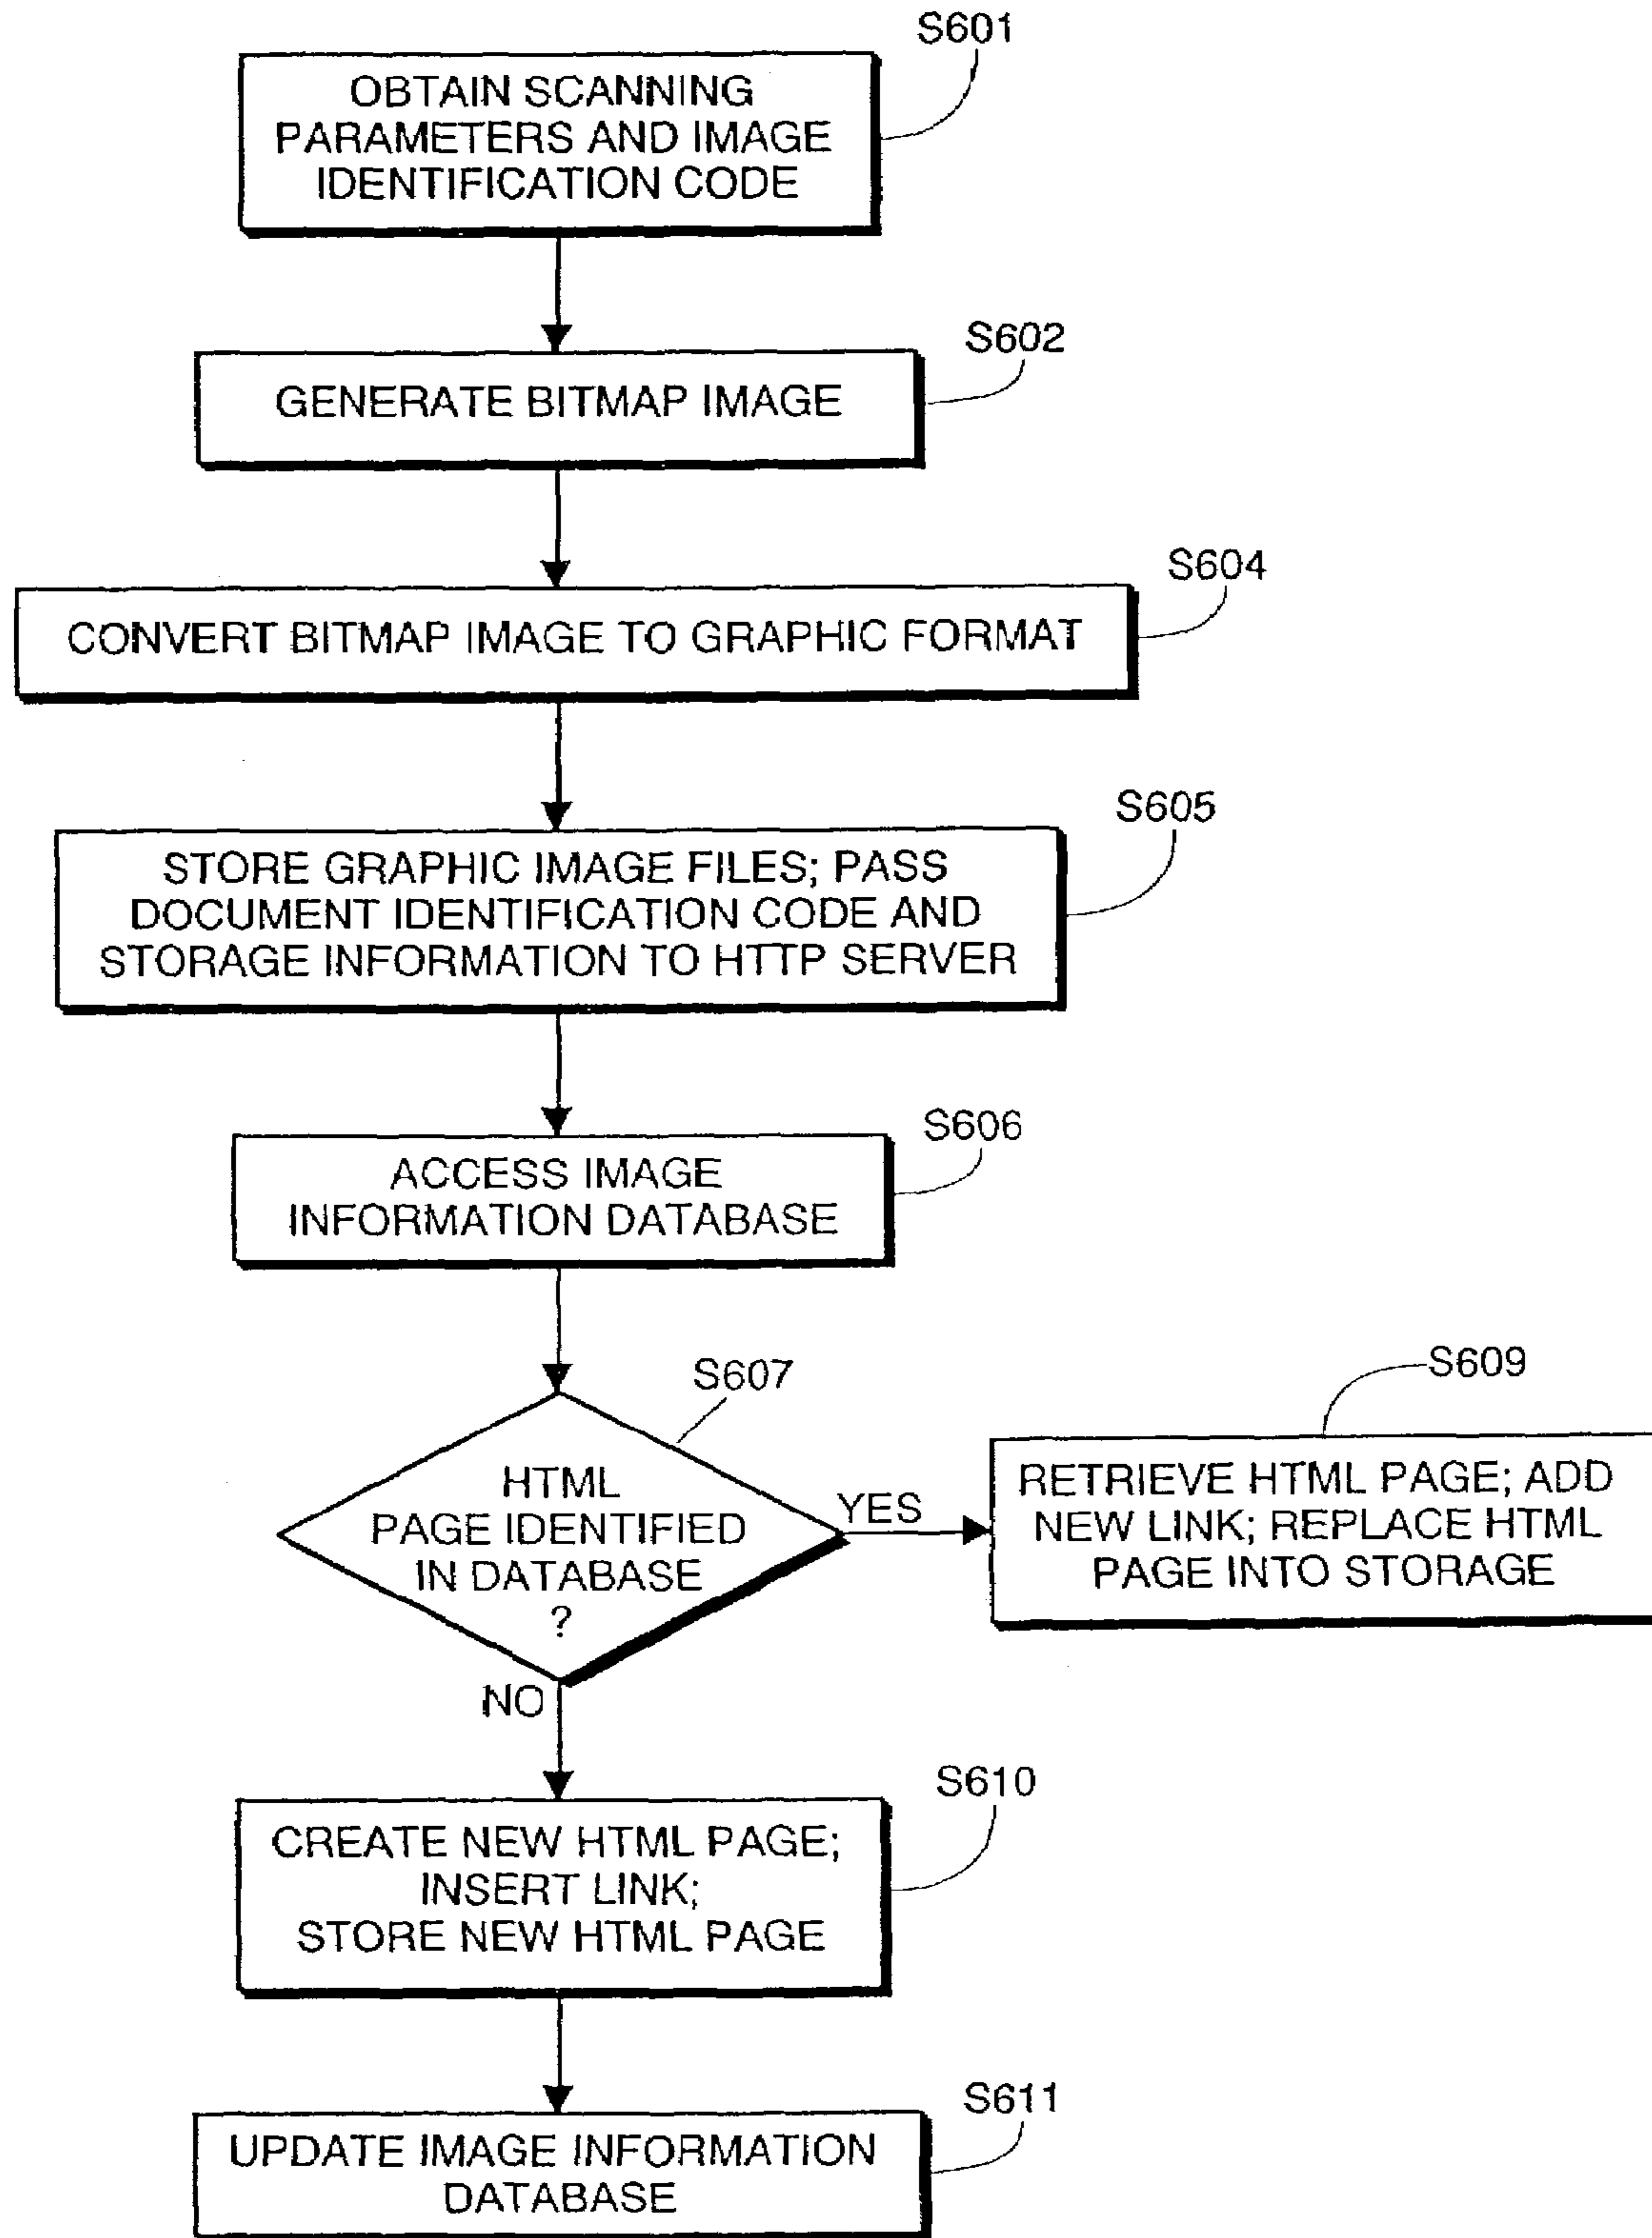 S601
OBTAIN SCANNING
PARAMETERS AND IMAGE
IDENTIFICATION CODE
S602
GENERATE BITMAP IMAGE
S604
CONVERT BITMAP IMAGE TO GRAPHIC FORMAT
S605
STORE GRAPHIC IMAGE FILES; PASS
DOCUMENT IDENTIFICATION CODE AND
STORAGE INFORMATION TO HTTP SERVER
S606
ACCESS IMAGE
INFORMATION DATABASE
S607
HTML
PAGE IDENTIFIED
IN DATABASE
?
YES
S609
RETRIEVE HTML PAGE; ADD
NEW LINK; REPLACE HTML
PAGE INTO STORAGE
NO
S610
CREATE NEW HTML PAGE;
INSERT LINK;
STORE NEW HTML PAGE
S611
UPDATE IMAGE INFORMATION
DATABASE